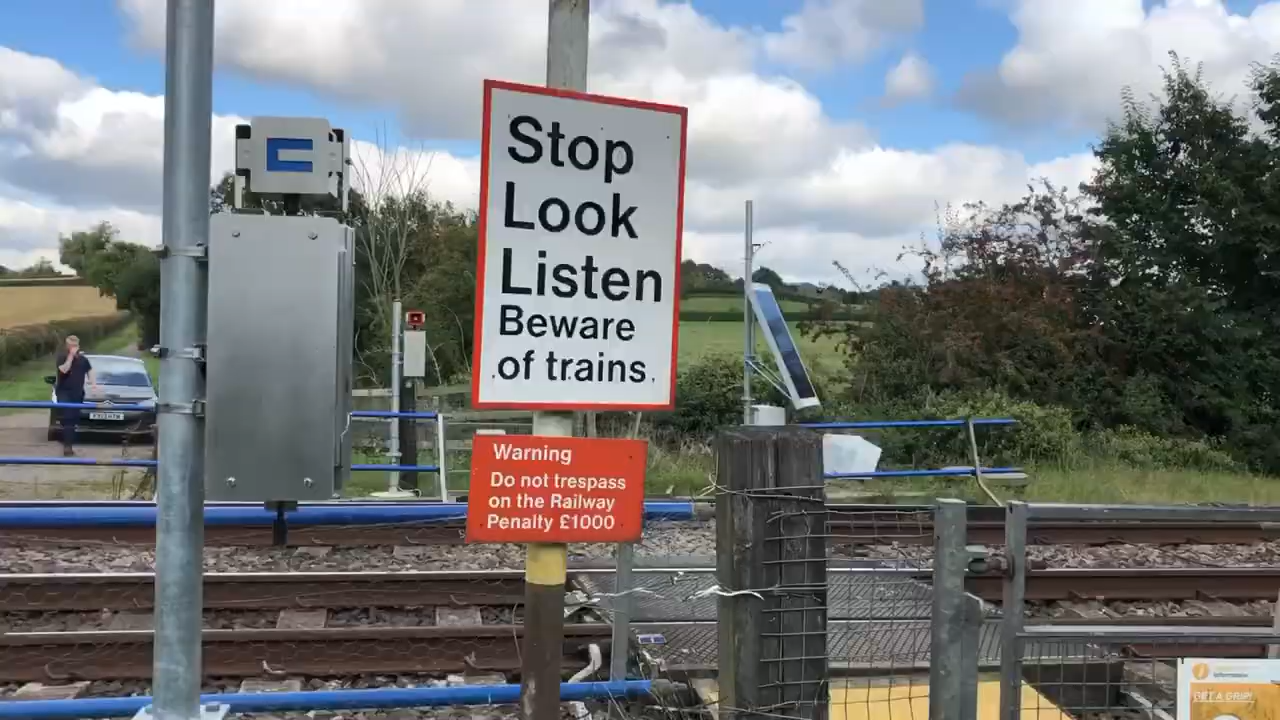 Stop
Look
Listen
Beware
of trains
Warning
Do not trespass
on the Railway
Penalty £1000
GET A GRIP!